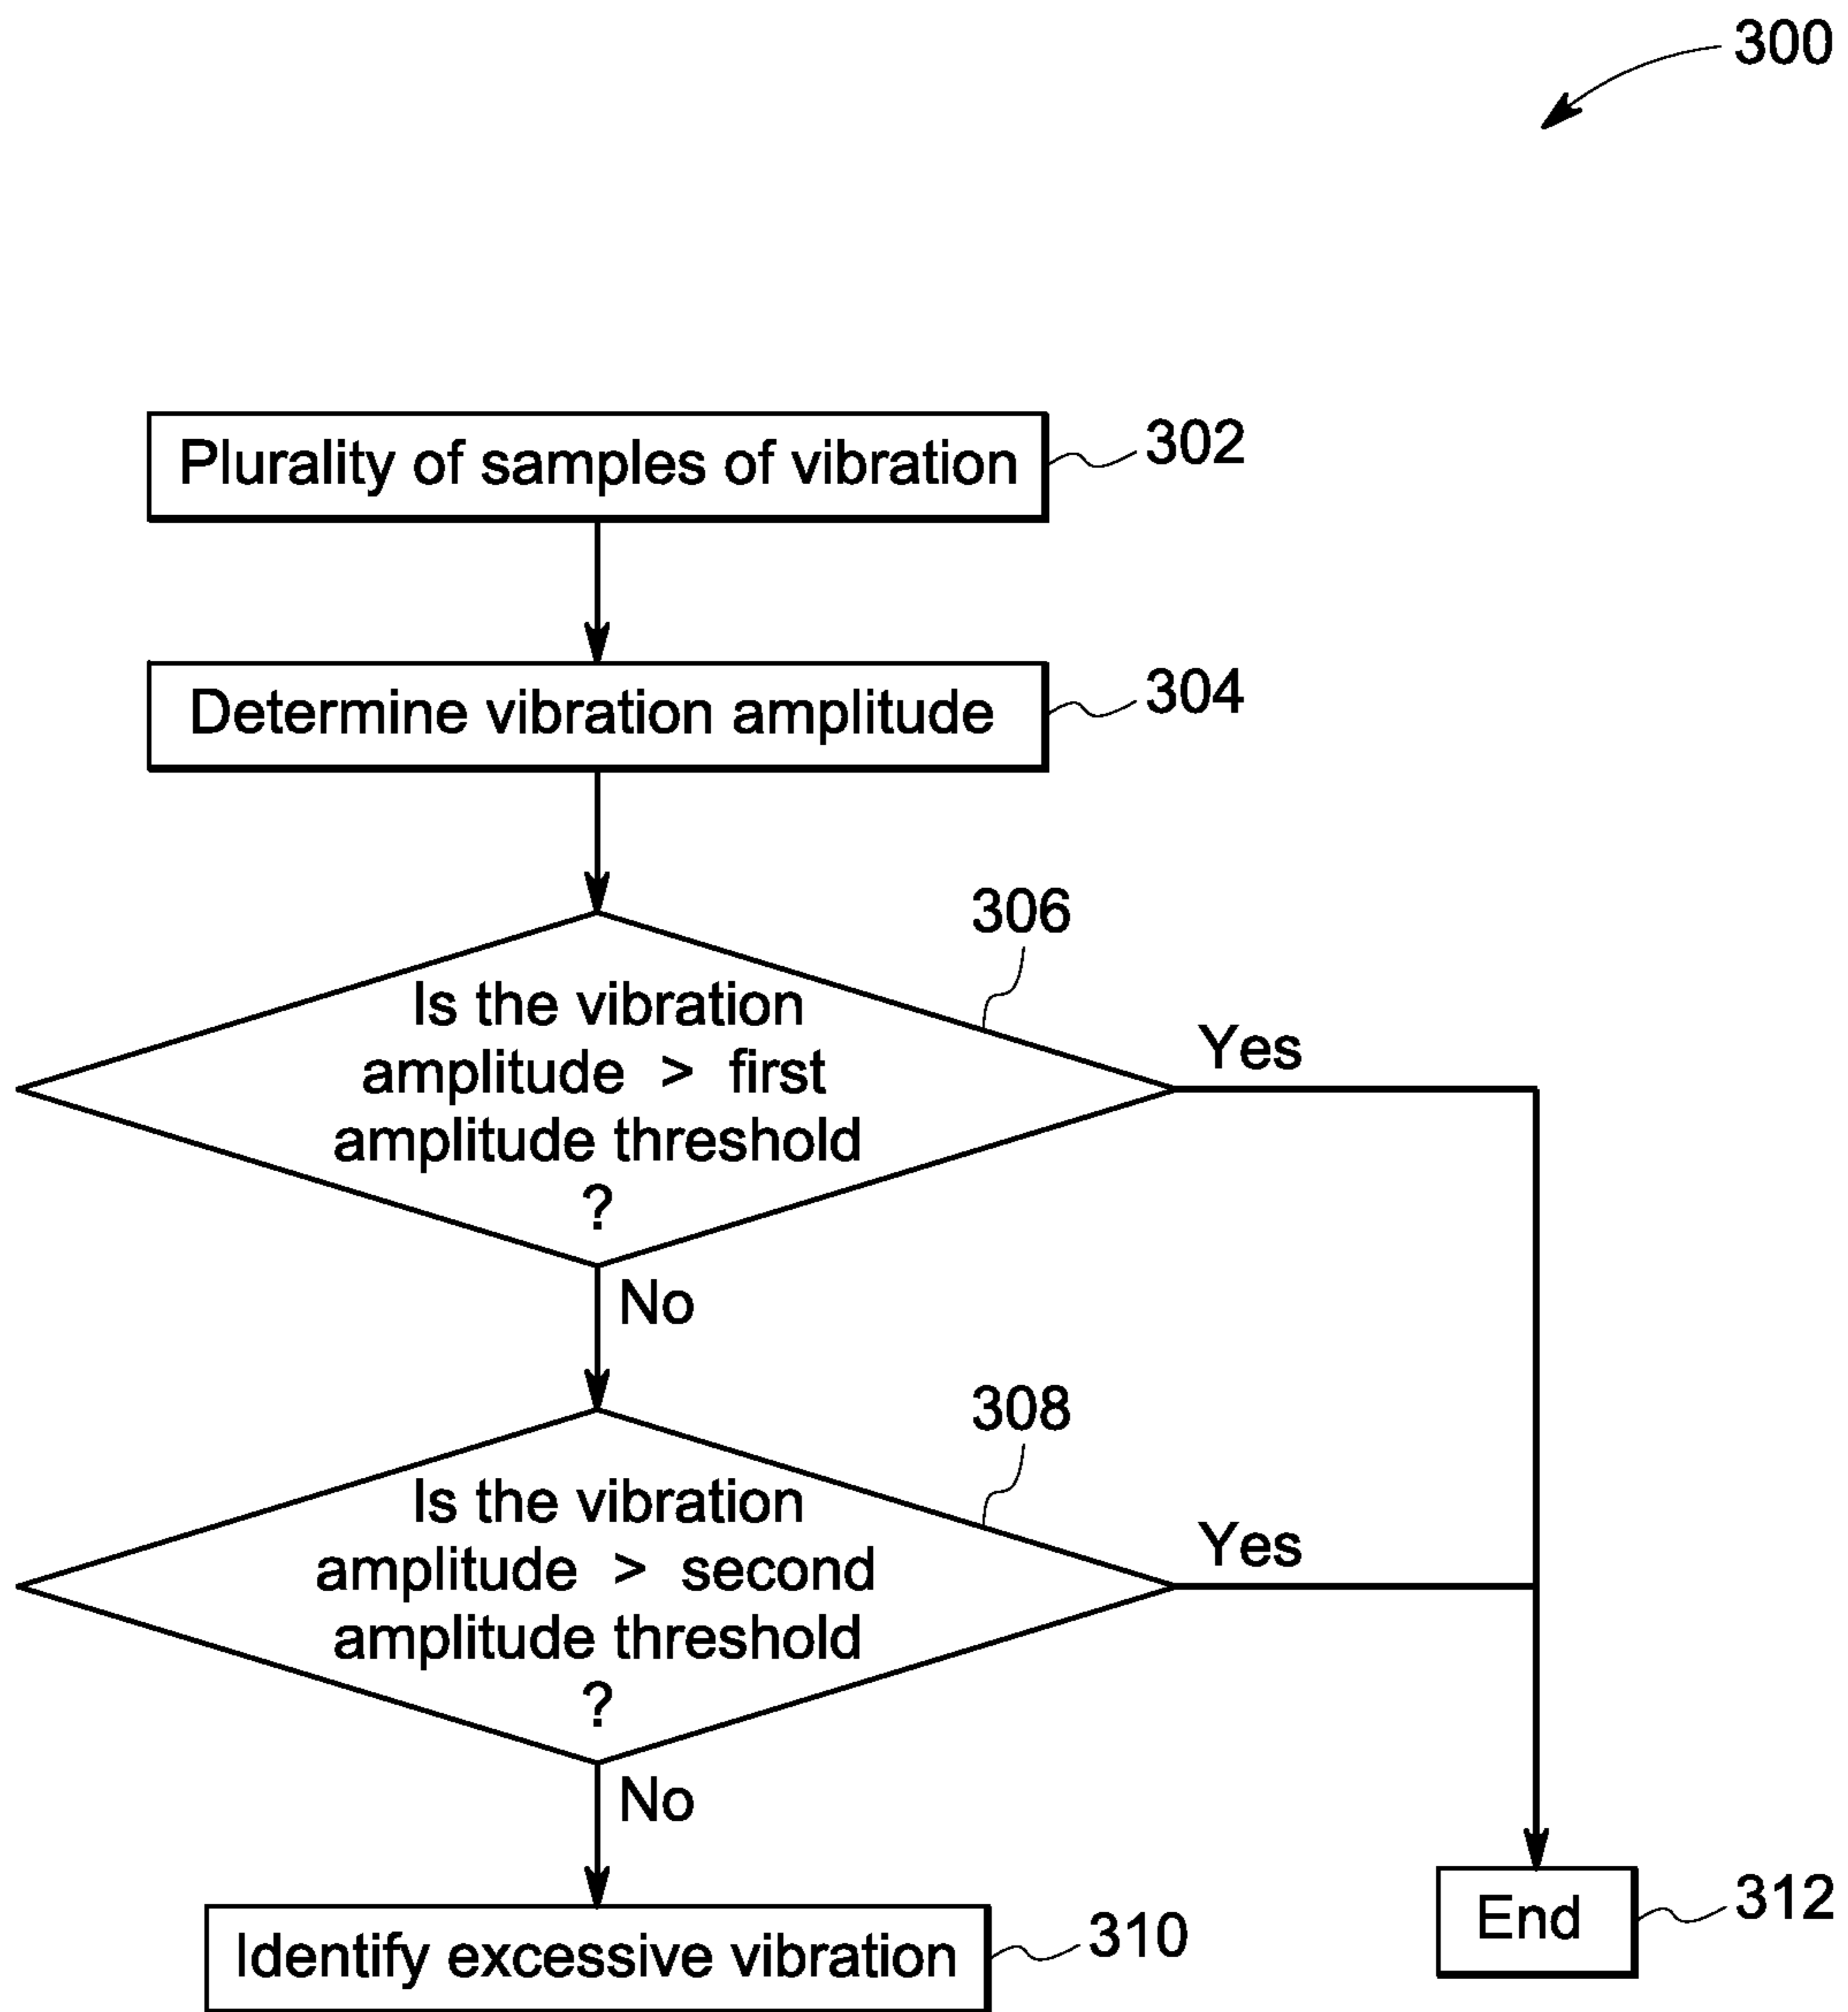 300
Plurality of samples of vibration
302
Determine vibration amplitude
304
306
Is the vibration
amplitude > first
amplitude threshold
?
Yes
No
308
Is the vibration
amplitude > second
amplitude threshold
?
Yes
No
Identify excessive vibration
310
End
312